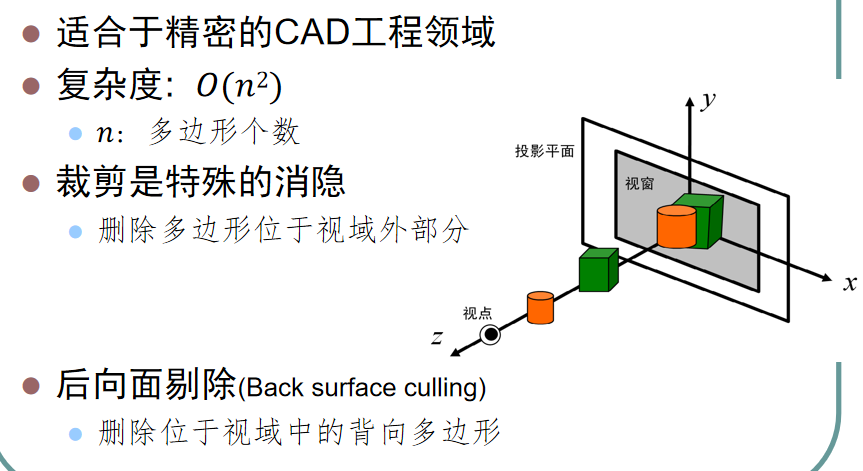 适合于精密的CAD工程领域
复杂度：O(n²)
n： 多边形个数
裁剪是特殊的消隐
删除多边形位于视域外部分
y
投影平面
视窗
x
视点
z
后向面剔除(Back surface culling)
删除位于视域中的背向多边形